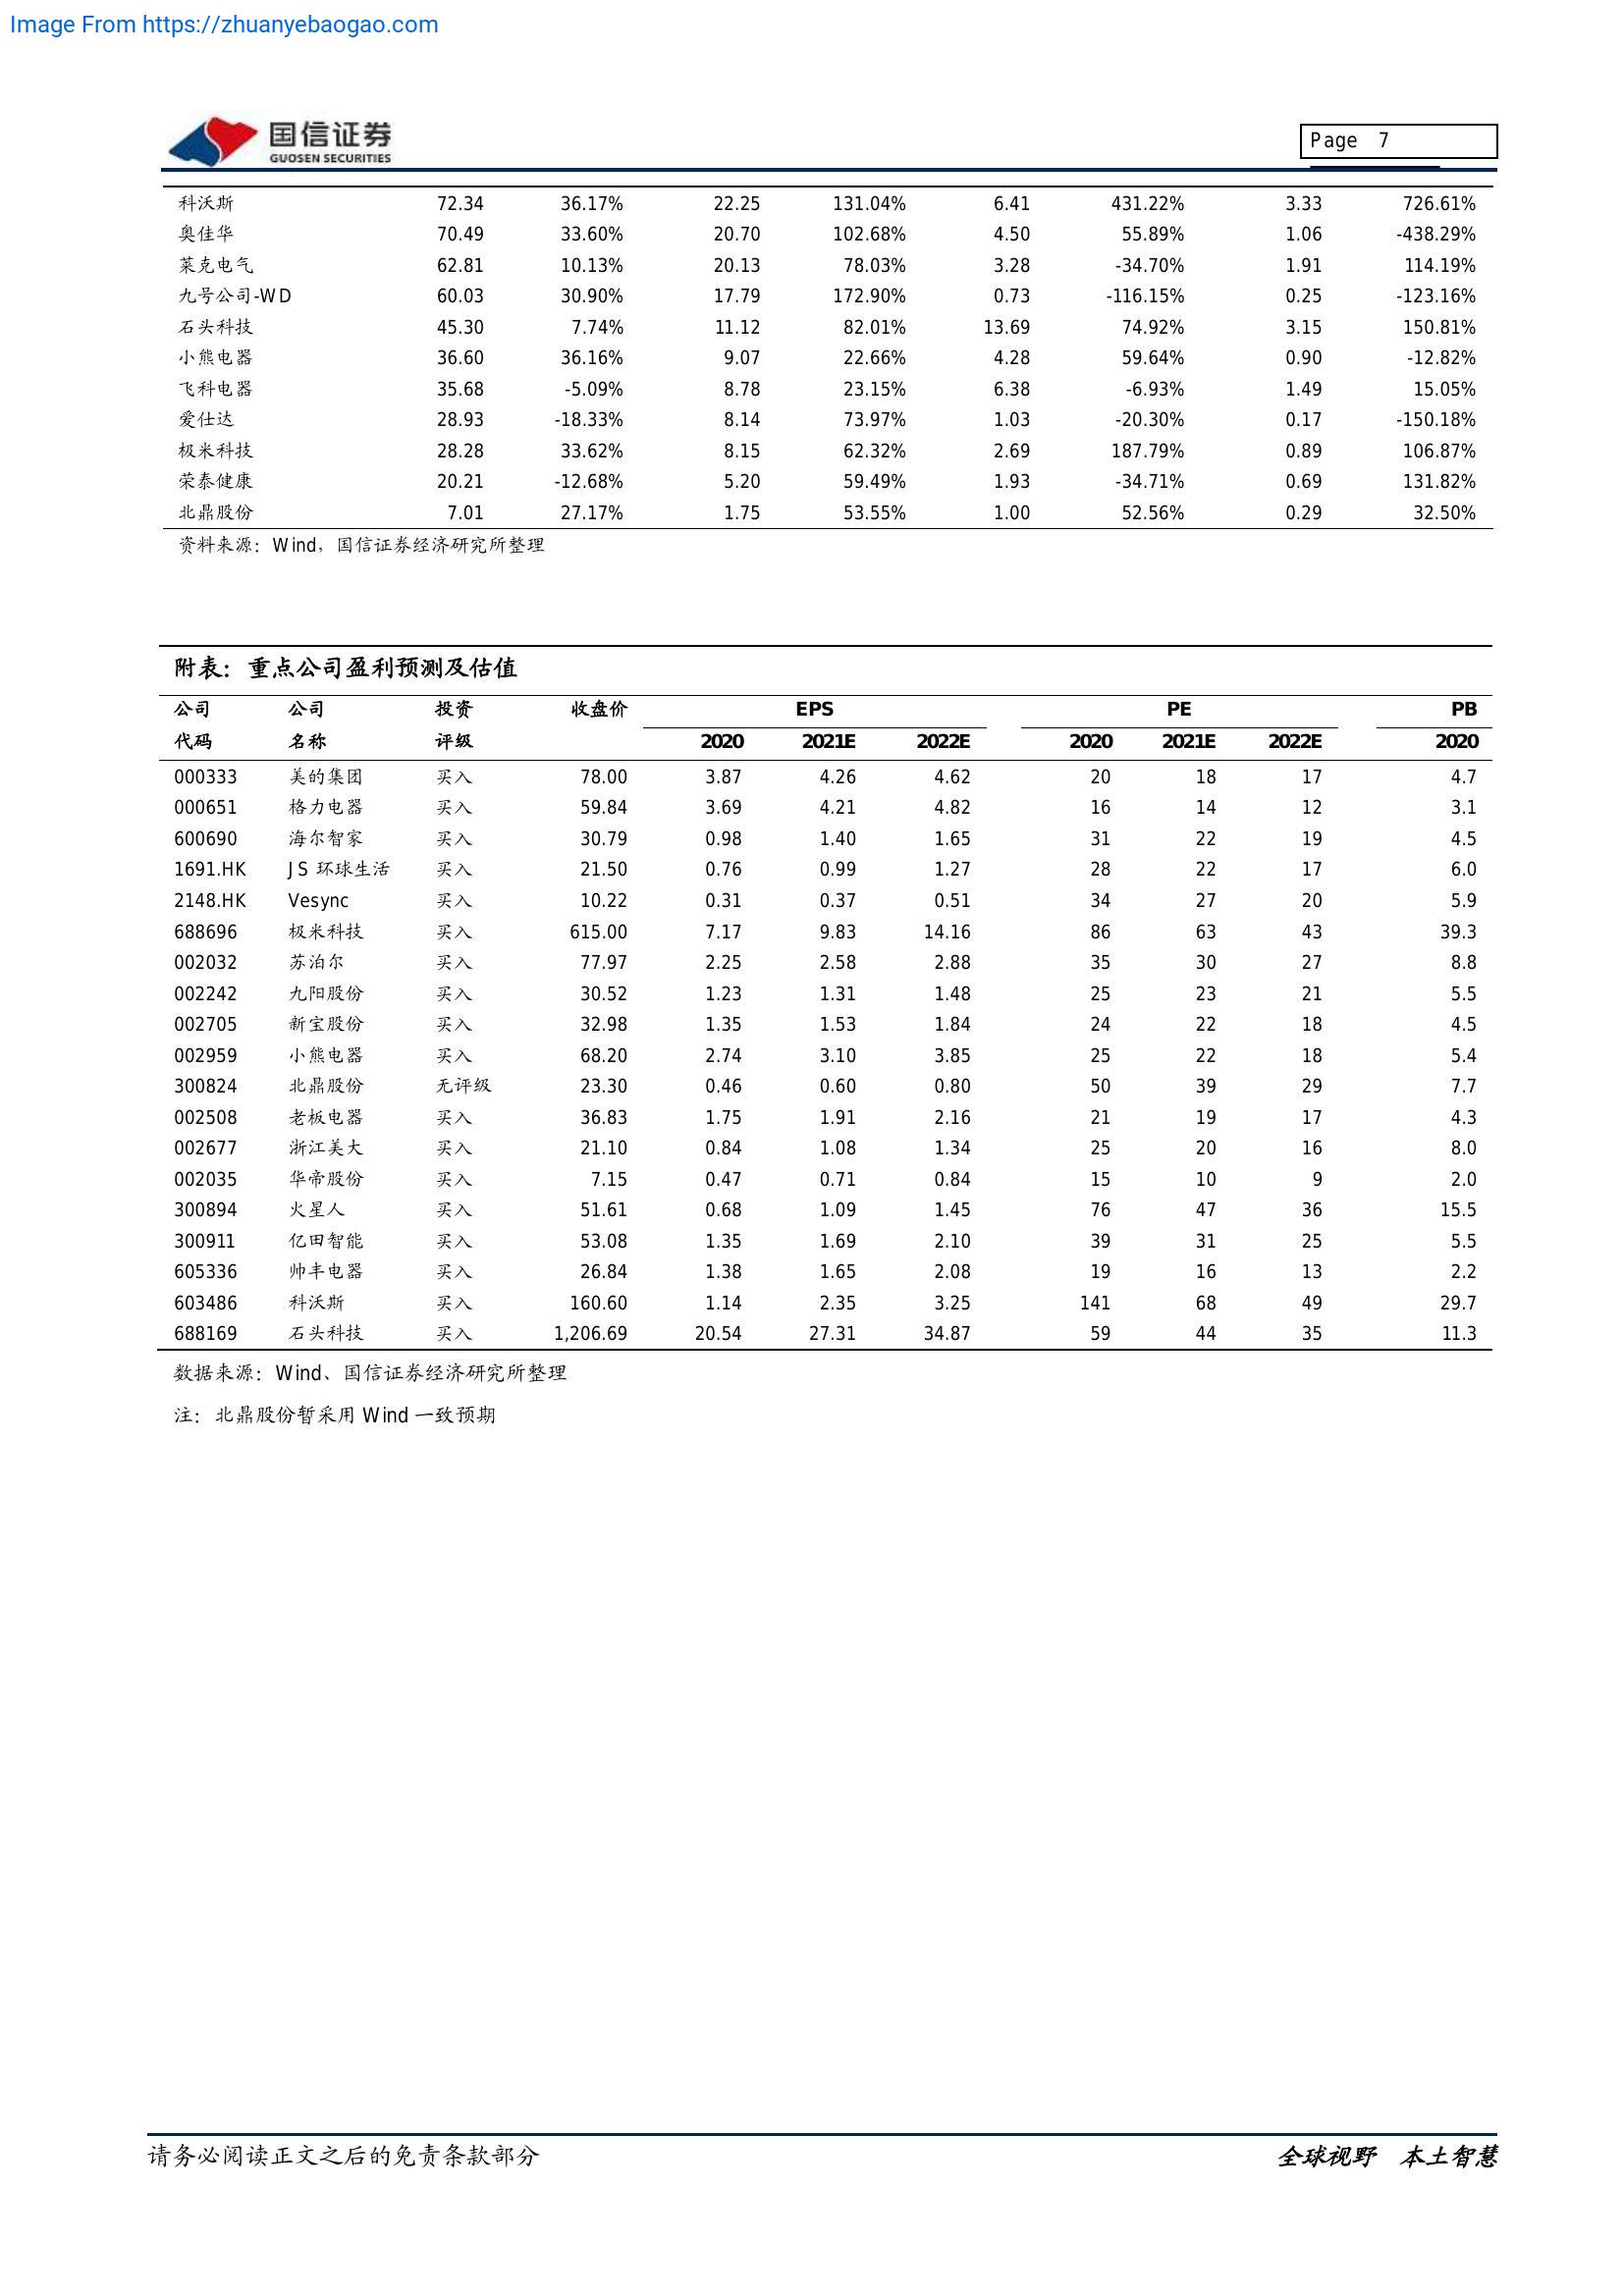 Image From https://zhuanyebaogao.com
国信证券
GUOSEN SECURITIES
Page 7
科沃斯 72.34 36.17% 22.25 131.04% 6.41 431.22% 3.33 726.61%
奥佳华 70.49 33.60% 20.70 102.68% 4.50 55.89% 1.06 -438.29%
莱克电气 62.81 10.13% 20.13 78.03% 3.28 -34.70% 1.91 114.19%
九号公司-WD 60.03 30.90% 17.79 172.90% 0.73 -116.15% 0.25 -123.16%
石头科技 45.30 7.74% 11.12 82.01% 13.69 74.92% 3.15 150.81%
小熊电器 36.60 36.16% 9.07 22.66% 4.28 59.64% 0.90 -12.82%
飞科电器 35.68 -5.09% 8.78 23.15% 6.38 -6.93% 1.49 15.05%
爱仕达 28.93 -18.33% 8.14 73.97% 1.03 -20.30% 0.17 -150.18%
极米科技 28.28 33.62% 8.15 62.32% 2.69 187.79% 0.89 106.87%
荣泰健康 20.21 -12.68% 5.20 59.49% 1.93 -34.71% 0.69 131.82%
北鼎股份 7.01 27.17% 1.75 53.55% 1.00 52.56% 0.29 32.50%
资料来源：Wind，国信证券经济研究所整理
附表：重点公司盈利预测及估值
公司 公司 投资 收盘价 EPS PE PB
代码 名称 评级 2020 2021E 2022E 2020 2021E 2022E 2020
000333 美的集团 买入 78.00 3.87 4.26 4.62 20 18 17 4.7
000651 格力电器 买入 59.84 3.69 4.21 4.82 16 14 12 3.1
600690 海尔智家 买入 30.79 0.98 1.40 1.65 31 22 19 4.5
1691.HK JS 环球生活 买入 21.50 0.76 0.99 1.27 28 22 17 6.0
2148.HK Vesync 买入 10.22 0.31 0.37 0.51 34 27 20 5.9
688696 极米科技 买入 615.00 7.17 9.83 14.16 86 63 43 39.3
002032 苏泊尔 买入 77.97 2.25 2.58 2.88 35 30 27 8.8
002242 九阳股份 买入 30.52 1.23 1.31 1.48 25 23 21 5.5
002705 新宝股份 买入 32.98 1.35 1.53 1.84 24 22 18 4.5
002959 小熊电器 买入 68.20 2.74 3.10 3.85 25 22 18 5.4
300824 北鼎股份 无评级 23.30 0.46 0.60 0.80 50 39 29 7.7
002508 老板电器 买入 36.83 1.75 1.91 2.16 21 19 17 4.3
002677 浙江美大 买入 21.10 0.84 1.08 1.34 25 20 16 8.0
002035 华帝股份 买入 7.15 0.47 0.71 0.84 15 10 9 2.0
300894 火星人 买入 51.61 0.68 1.09 1.45 76 47 36 15.5
300911 亿田智能 买入 53.08 1.35 1.69 2.10 39 31 25 5.5
605336 帅丰电器 买入 26.84 1.38 1.65 2.08 19 16 13 2.2
603486 科沃斯 买入 160.60 1.14 2.35 3.25 141 68 49 29.7
688169 石头科技 买入 1,206.69 20.54 27.31 34.87 59 44 35 11.3
数据来源：Wind、国信证券经济研究所整理
注：北鼎股份暂采用 Wind 一致预期
请务必阅读正文之后的免责条款部分
全球视野 本土智慧